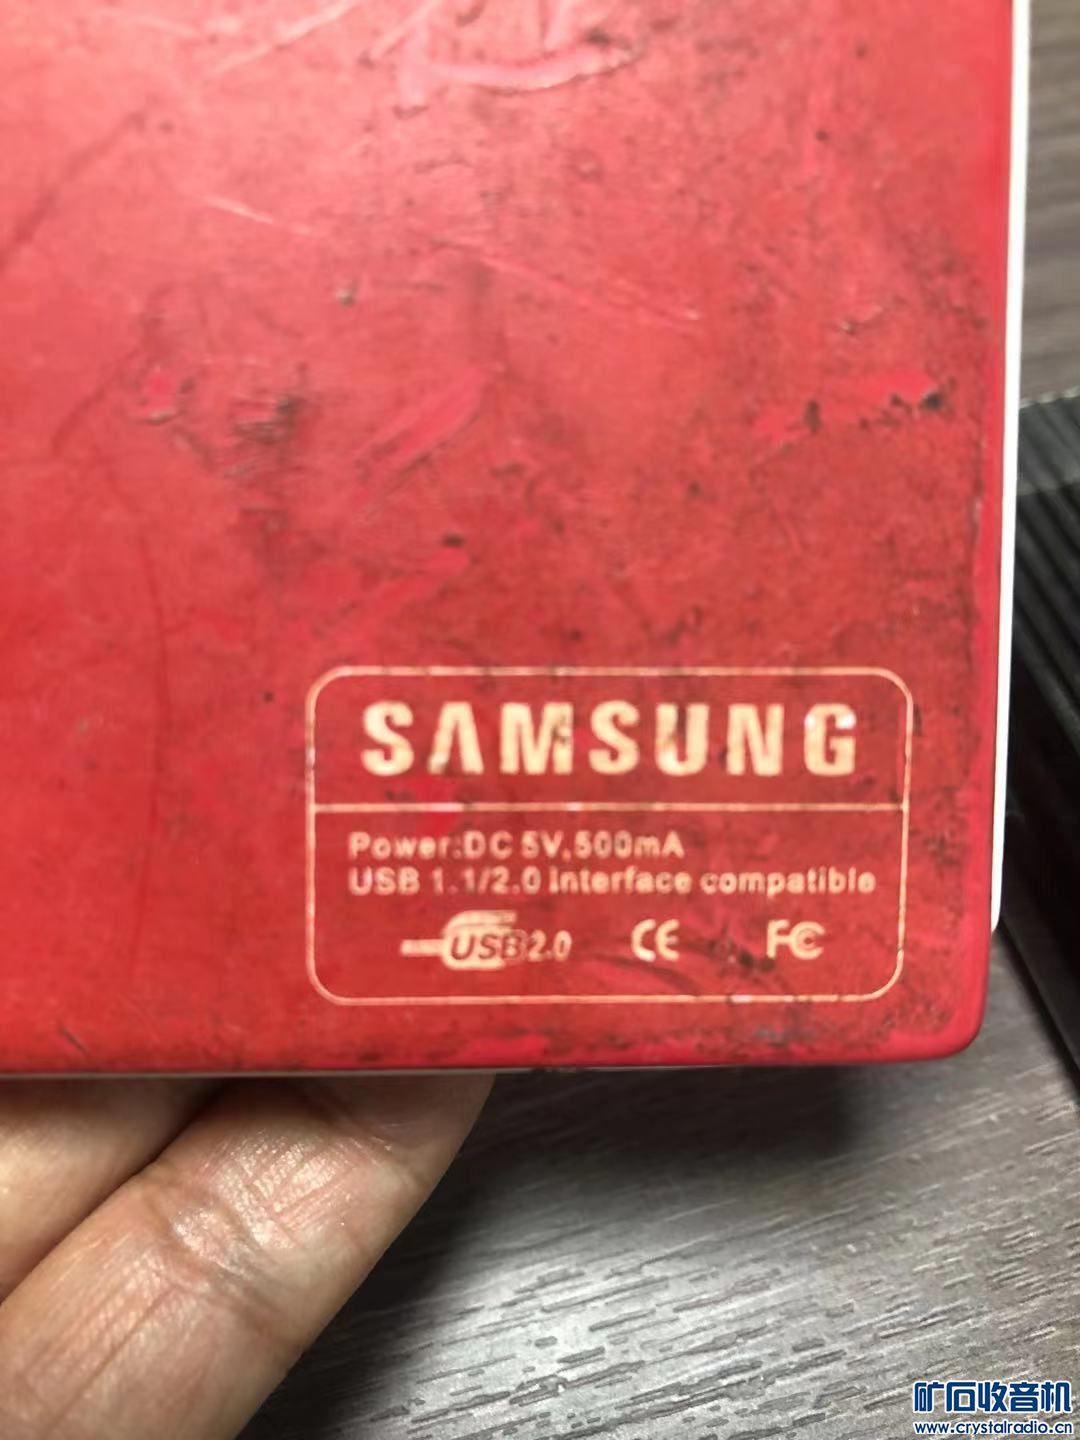 SAMSUNG
Power:DC 5V,500mA
USB 1.1/2.0 Interface compatible
USB2.0 CE FC
矿石收音机
www.crystalradio.cn